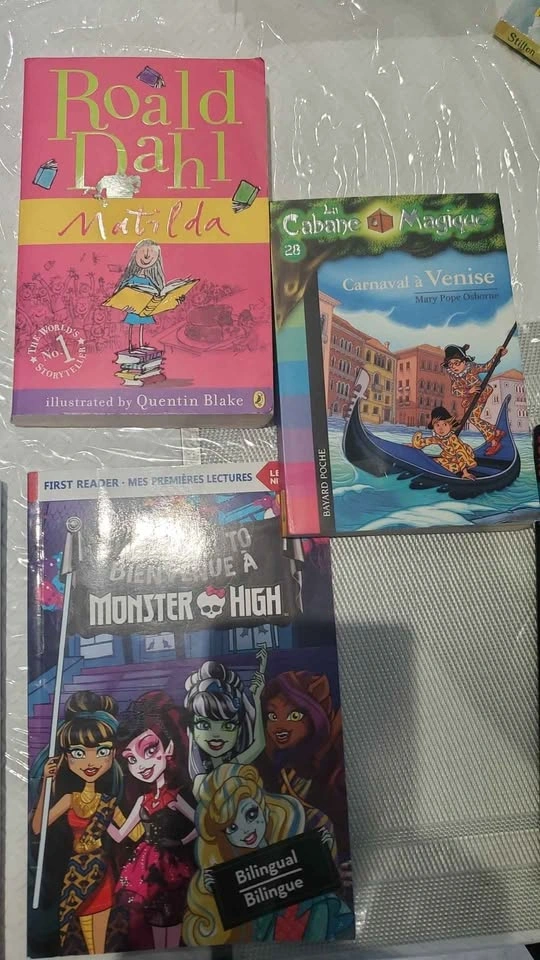 Roald
Dahl
Matilda
THE WORLD'S
No 1
STORYTELLER
illustrated by Quentin Blake
La
Cabane Magique
28
Carnaval à Venise
Mary Pope Osborne
BAYARD POCHE
FIRST READER • MES PREMIÈRES LECTURES
TO
À
MONSTER HIGH
Bilingual
Bilingue